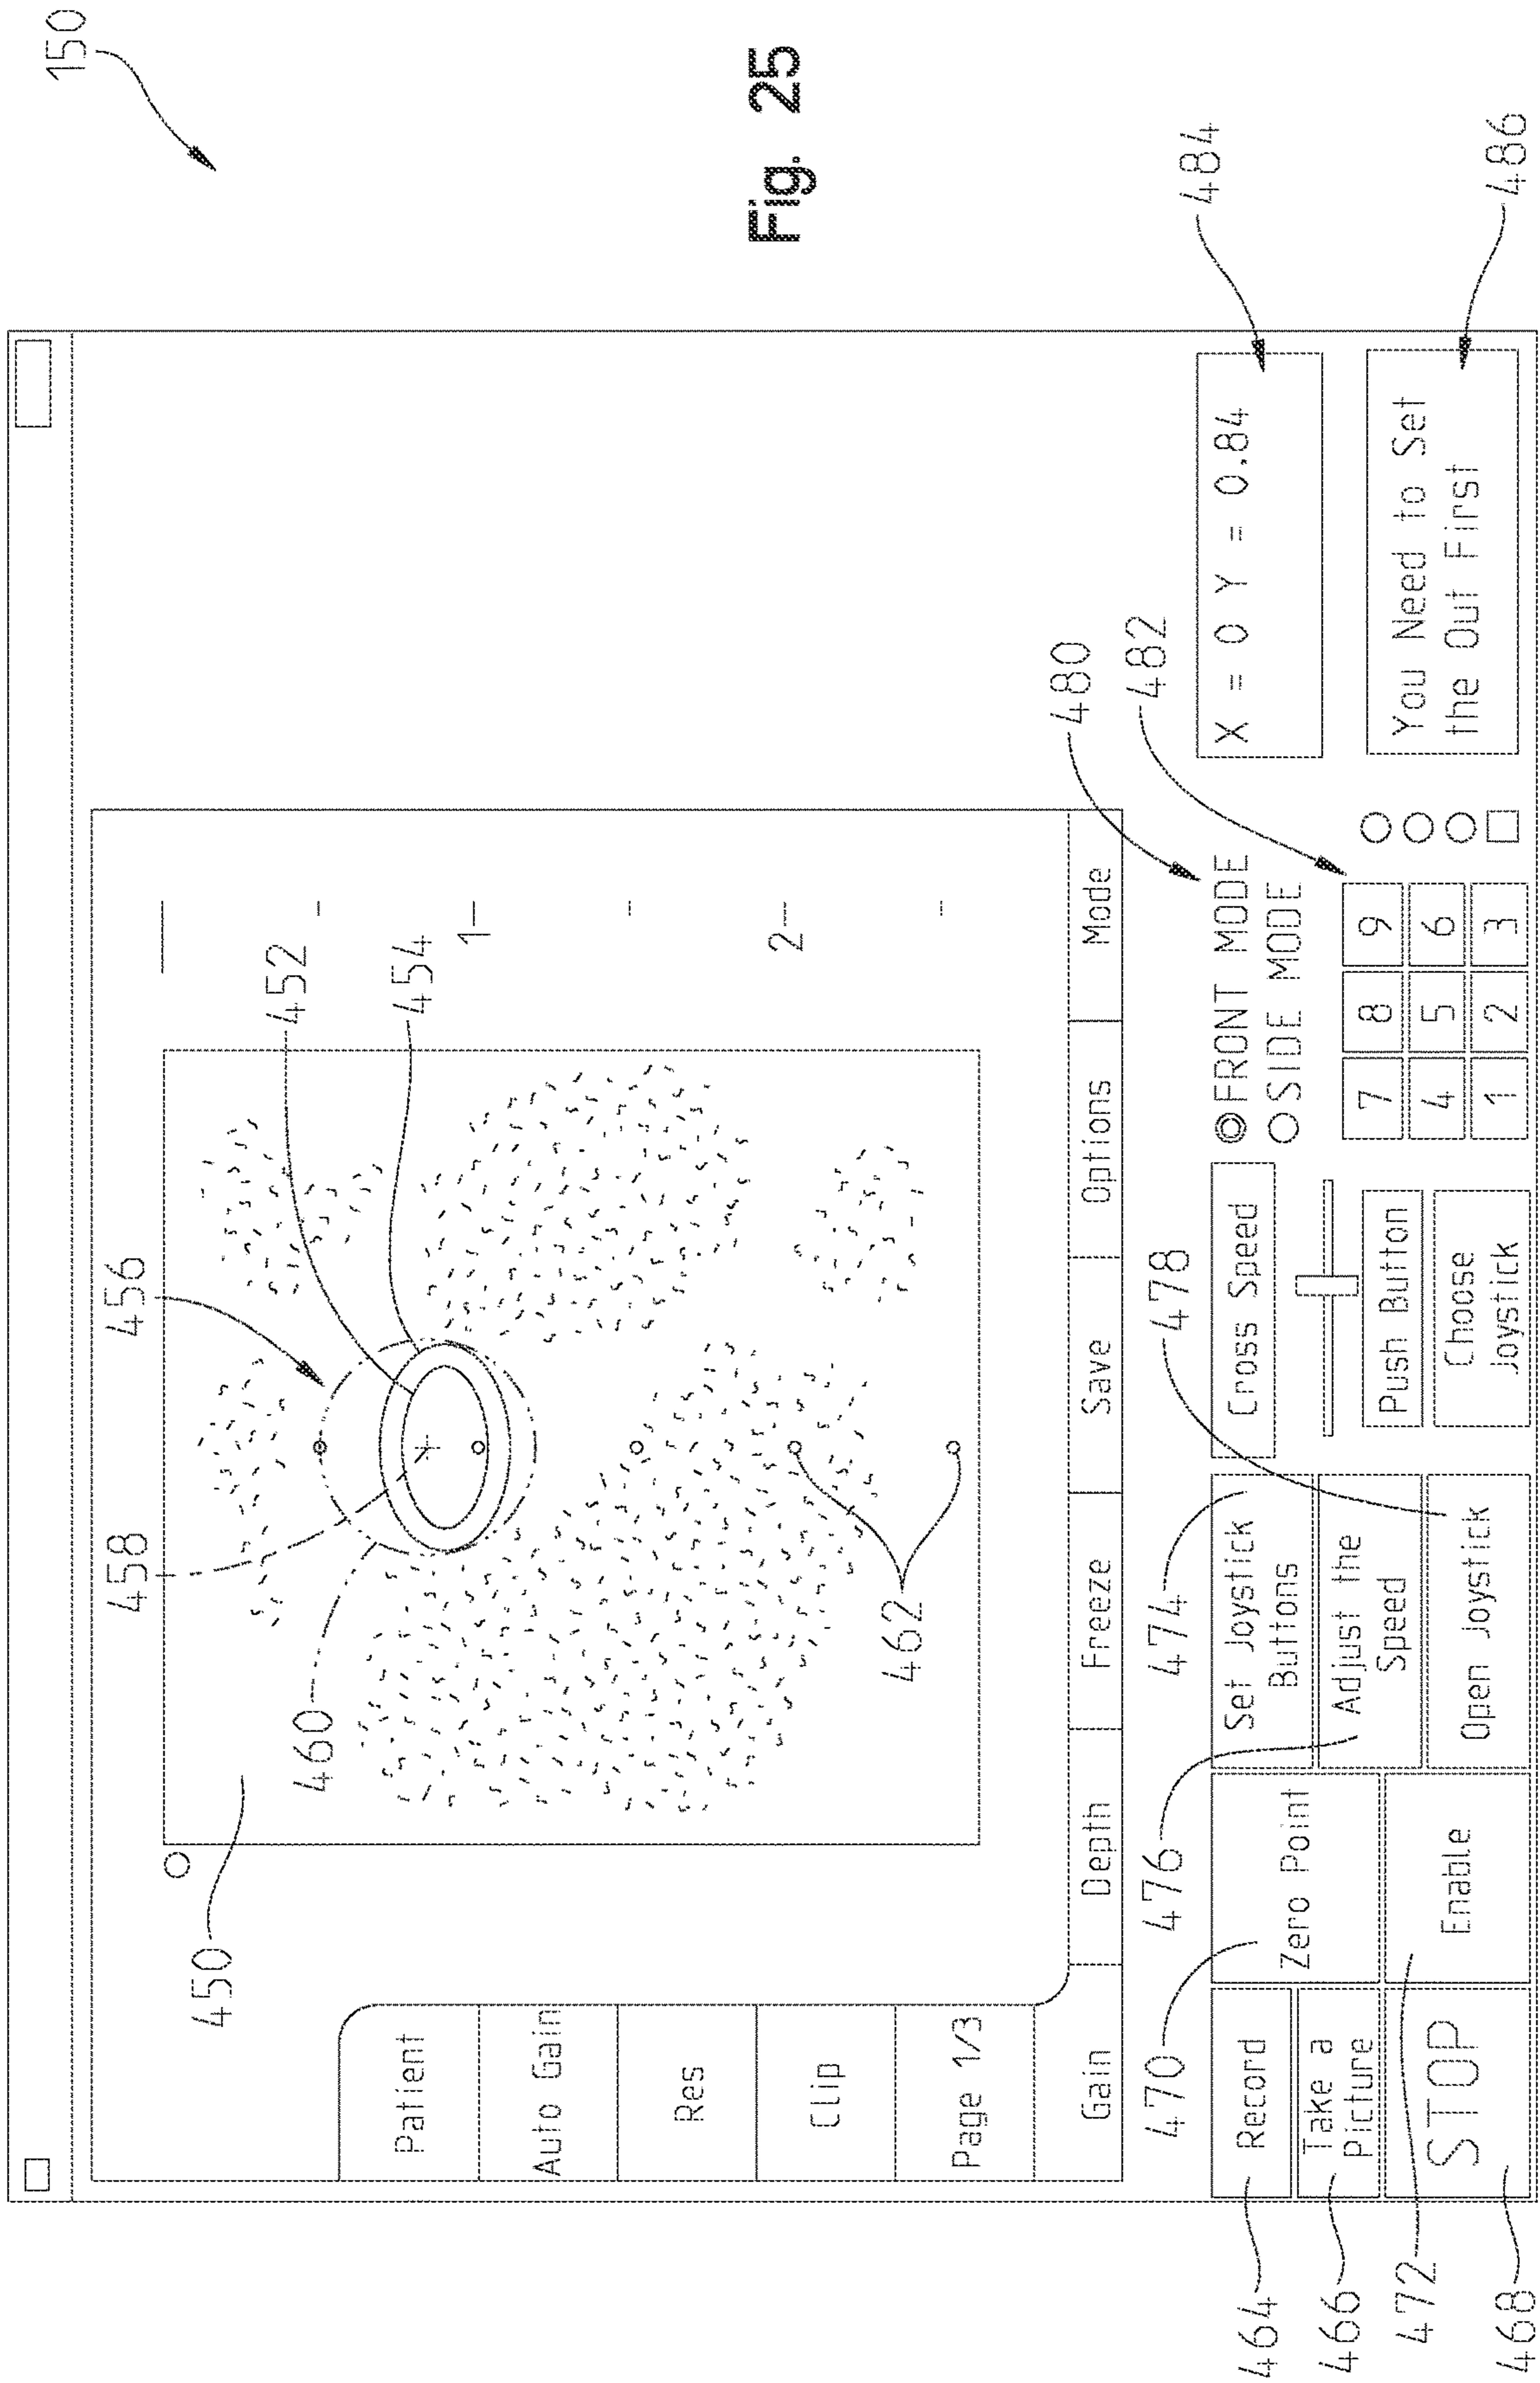 150
Fig. 25
456
452
458
454
460
450
462
1
2
Patient
Auto Gain
Res
Clip
Page 1/3
Gain
Depth
Freeze
Save
Options
Mode
470
476
474
478
480
482
484
464
466
472
468
486
Record
Take a
Picture
STOP
Zero Point
Enable
Set Joystick
Buttons
Adjust the
Speed
Open Joystick
Cross Speed
Push Button
Choose
Joystick
FRONT MODE
SIDE MODE
7 8 9
4 5 6
1 2 3
X = 0 Y = 0.84
You Need to Set
the Out First